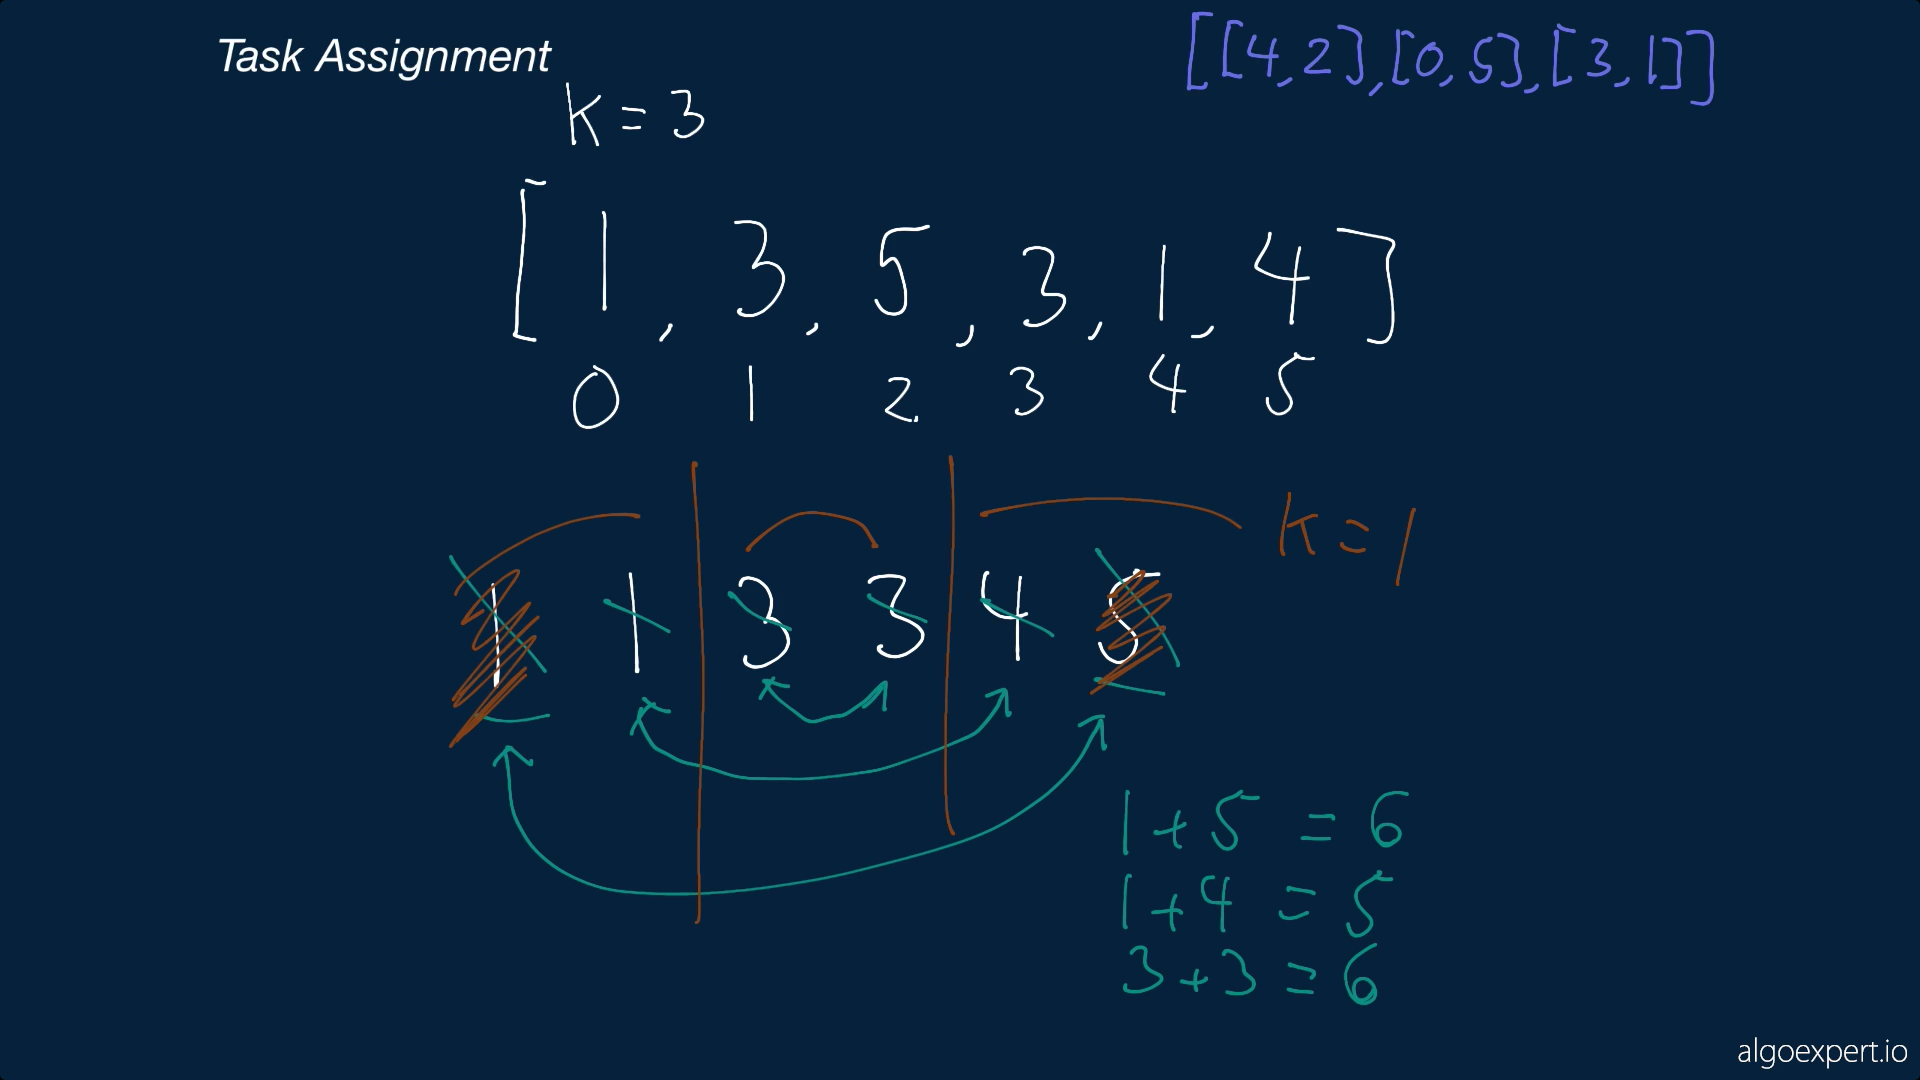 Task Assignment
[[4,2],[0,5],[3,1]]
K = 3
[1, 3, 5, 3, 1, 4]
0 1 2 3 4 5
K = 1
1 1 3 3 4 5
1 + 5 = 6
1 + 4 = 5
3 + 3 = 6
algoexpert.io